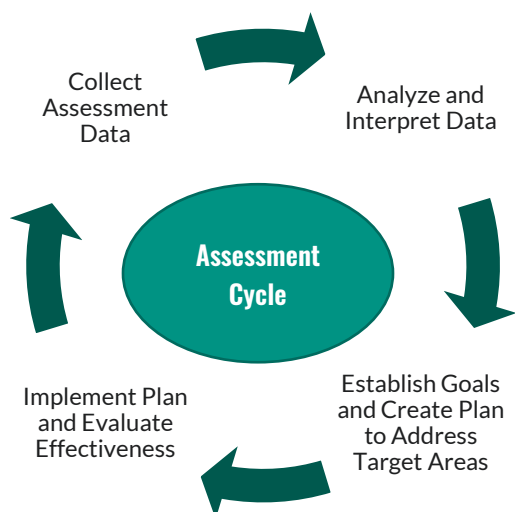 Collect
Assessment
Data
Analyze and
Interpret Data
Assessment
Cycle
Establish Goals
and Create Plan
to Address
Target Areas
Implement Plan
and Evaluate
Effectiveness